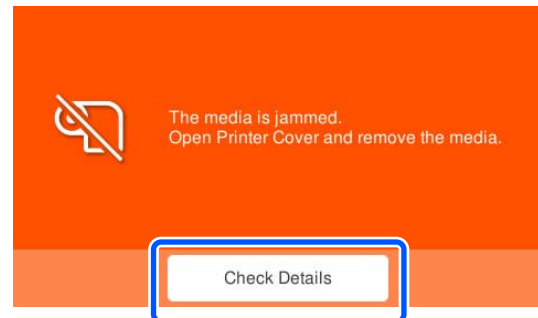 The media is jammed.
Open Printer Cover and remove the media.
Check Details